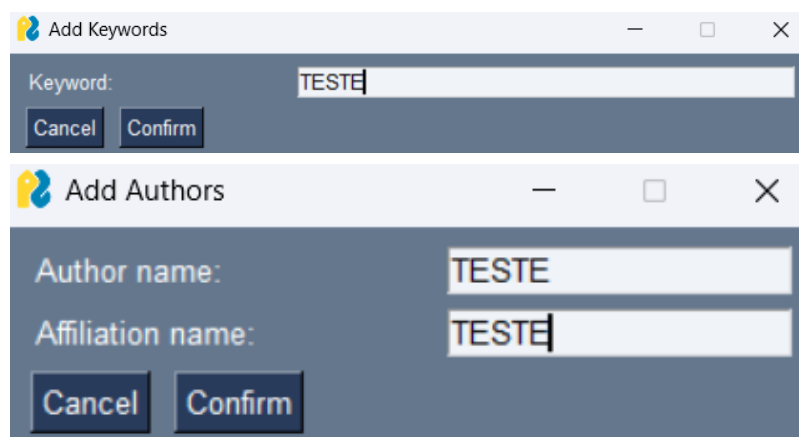 Add Keywords
Keyword: TESTE
Cancel Confirm
Add Authors
Author name: TESTE
Affiliation name: TESTE
Cancel Confirm